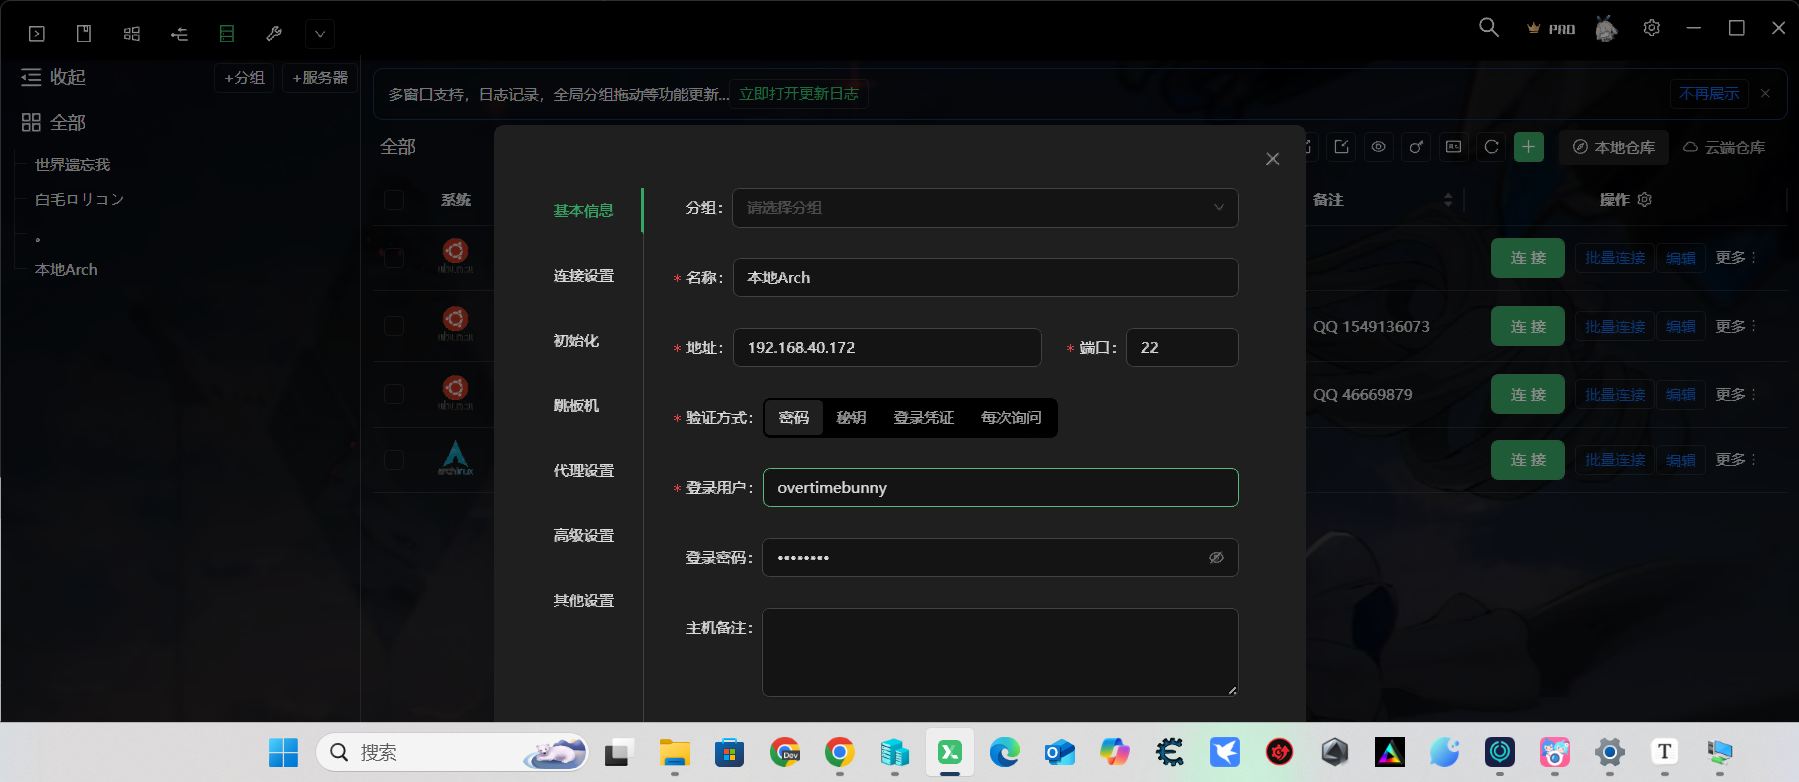 PRO
收起
+分组
+服务器
多窗口支持，日志记录，全局分组拖动等功能更新...
立即打开更新日志
不再展示
全部
世界遗忘我
白毛ロリコン
。
本地Arch
全部
本地仓库
云端仓库
系统
备注
操作
连 接
批量连接
编辑
更多
QQ 1549136073
连 接
批量连接
编辑
更多
QQ 46669879
连 接
批量连接
编辑
更多
archlinux
连 接
批量连接
编辑
更多
基本信息
连接设置
初始化
跳板机
代理设置
高级设置
其他设置
分组：
请选择分组
* 名称：
本地Arch
* 地址：
192.168.40.172
* 端口：
22
* 验证方式：
密码
秘钥
登录凭证
每次询问
* 登录用户：
overtimebunny
登录密码：
••••••••
主机备注：
搜索
Dev
T